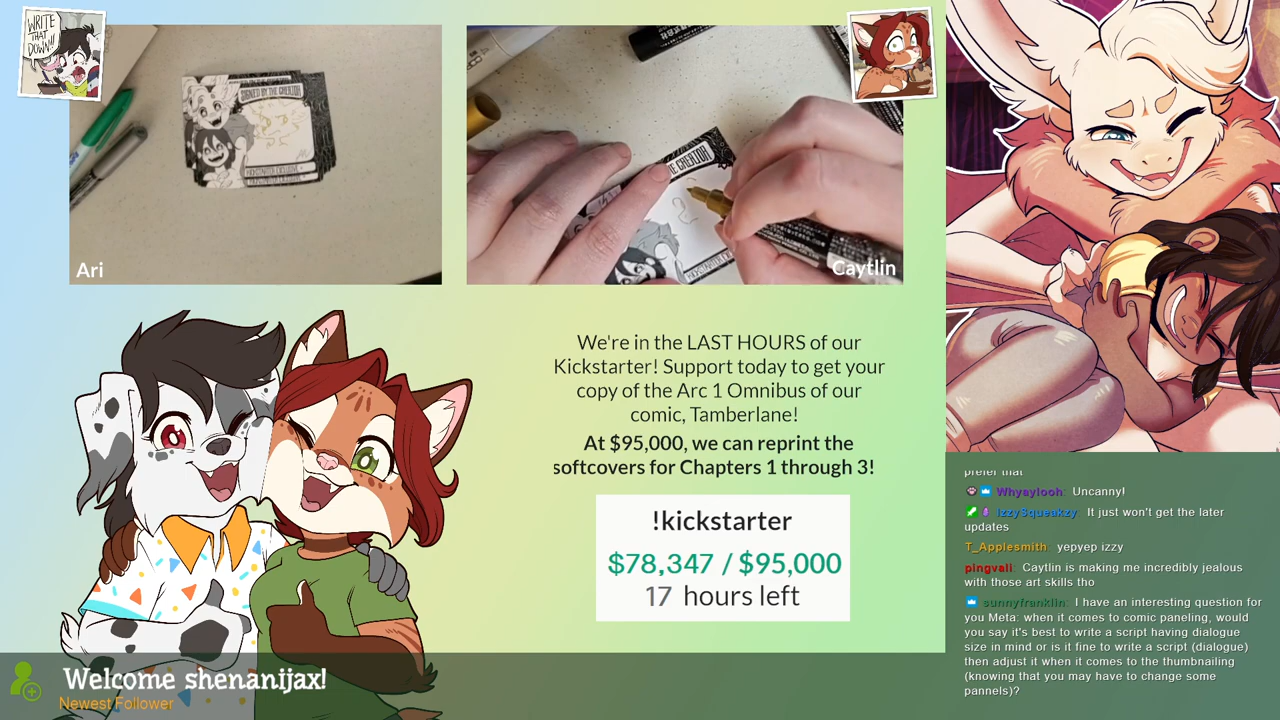 WRITE
THAT
DOWN!!!
SIGNED BY THE CREATOR
KICKSTARTER EXCLUSIVE
Ari
THE CREATOR
KICKSTARTER
Caytlin
We're in the LAST HOURS of our
Kickstarter! Support today to get your
copy of the Arc 1 Omnibus of our
comic, Tamberlane!
At $95,000, we can reprint the
softcovers for Chapters 1 through 3!
!kickstarter
$78,347 / $95,000
17 hours left
Welcome shenanijax!
Newest Follower
prefer that
Whyaylooh: Uncanny!
IzzySqueakzy: It just won't get the later
updates
T_Applesmith: yepyep izzy
pingvali: Caytlin is making me incredibly jealous
with those art skills tho
sunnyfranklin: I have an interesting question for
you Meta: when it comes to comic paneling, would
you say it's best to write a script having dialogue
size in mind or is it fine to write a script (dialogue)
then adjust it when it comes to the thumbnailing
(knowing that you may have to change some
pannels)?